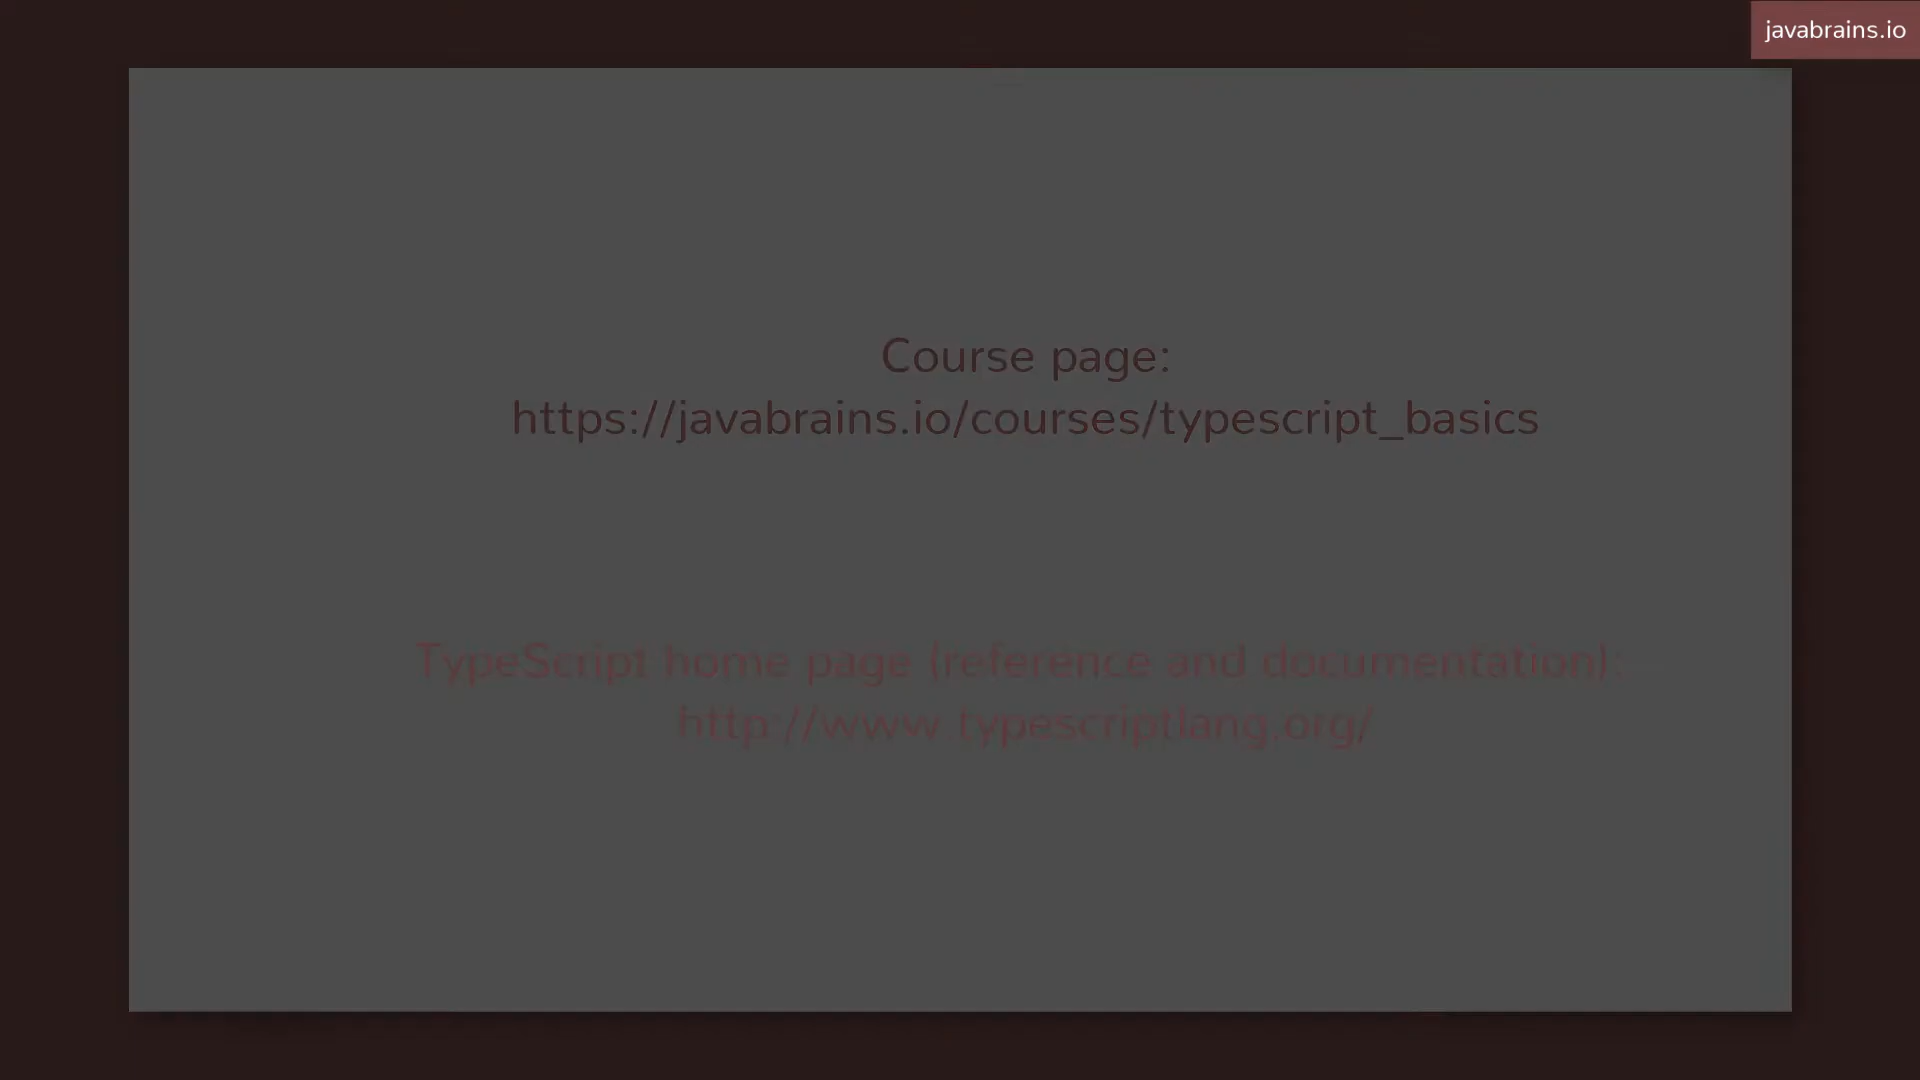 javabrains.io
Course page:
https://javabrains.io/courses/typescript_basics
TypeScript home page (reference and documentation):
http://www.typescriptlang.org/